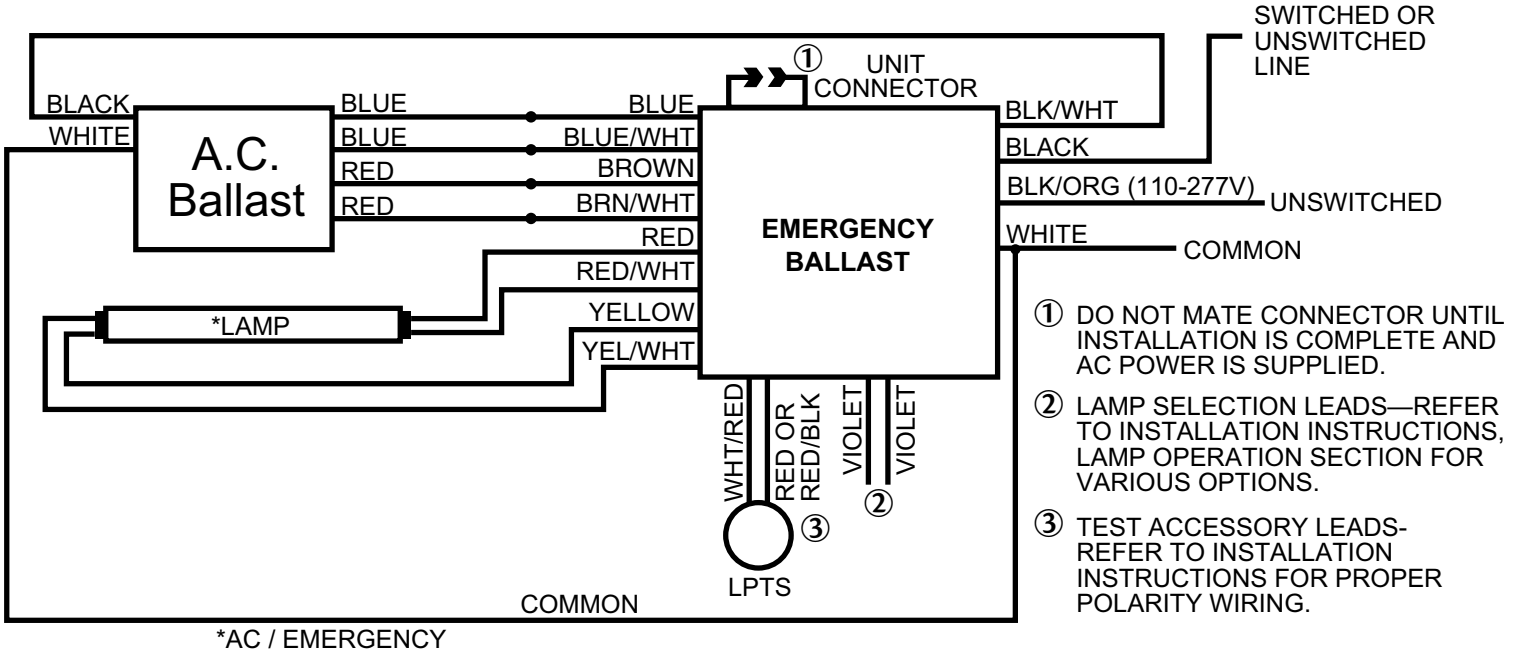 SWITCHED OR
UNSWITCHED
LINE
①
UNIT
CONNECTOR
BLACK
WHITE
A.C.
Ballast
BLUE
BLUE
RED
RED
BLUE
BLUE/WHT
BROWN
BRN/WHT
RED
RED/WHT
YELLOW
YEL/WHT
EMERGENCY
BALLAST
BLK/WHT
BLACK
BLK/ORG (110-277V)
UNSWITCHED
WHITE
COMMON
*LAMP
WHT/RED
RED OR
RED/BLK
VIOLET
VIOLET
②
③
LPTS
COMMON
*AC / EMERGENCY
① DO NOT MATE CONNECTOR UNTIL
INSTALLATION IS COMPLETE AND
AC POWER IS SUPPLIED.
② LAMP SELECTION LEADS—REFER
TO INSTALLATION INSTRUCTIONS,
LAMP OPERATION SECTION FOR
VARIOUS OPTIONS.
③ TEST ACCESSORY LEADS-
REFER TO INSTALLATION
INSTRUCTIONS FOR PROPER
POLARITY WIRING.